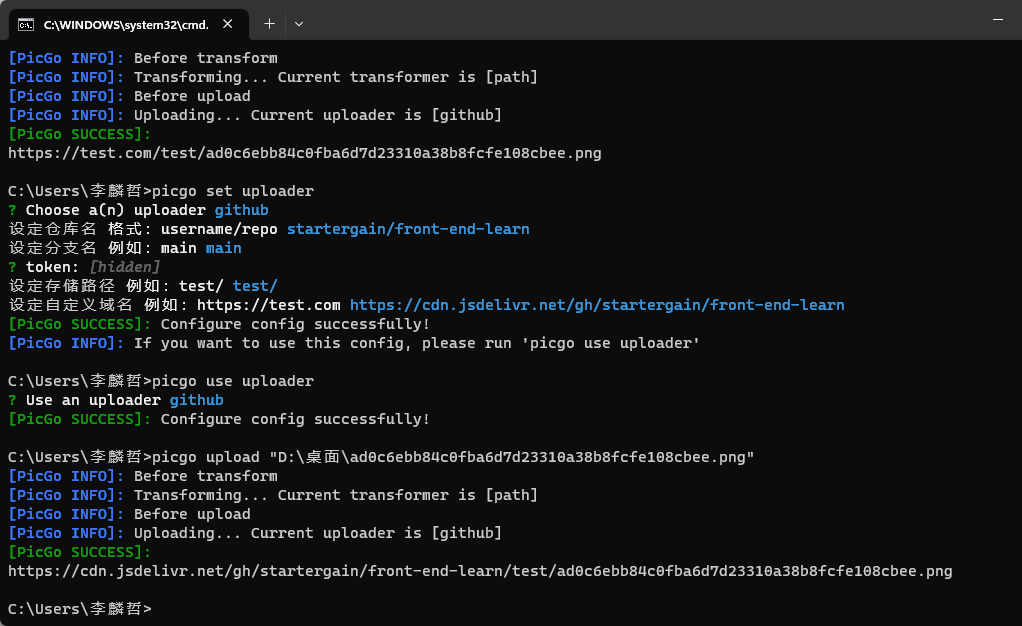 C:\WINDOWS\system32\cmd.
[PicGo INFO]: Before transform
[PicGo INFO]: Transforming... Current transformer is [path]
[PicGo INFO]: Before upload
[PicGo INFO]: Uploading... Current uploader is [github]
[PicGo SUCCESS]:
https://test.com/test/ad0c6ebb84c0fba6d7d23310a38b8fcfe108cbee.png
C:\Users\李麟哲>picgo set uploader
? Choose a(n) uploader github
设定仓库名 格式: username/repo startergain/front-end-learn
设定分支名 例如: main main
? token: [hidden]
设定存储路径 例如: test/ test/
设定自定义域名 例如: https://test.com https://cdn.jsdelivr.net/gh/startergain/front-end-learn
[PicGo SUCCESS]: Configure config successfully!
[PicGo INFO]: If you want to use this config, please run 'picgo use uploader'
C:\Users\李麟哲>picgo use uploader
? Use an uploader github
[PicGo SUCCESS]: Configure config successfully!
C:\Users\李麟哲>picgo upload "D:\桌面\ad0c6ebb84c0fba6d7d23310a38b8fcfe108cbee.png"
[PicGo INFO]: Before transform
[PicGo INFO]: Transforming... Current transformer is [path]
[PicGo INFO]: Before upload
[PicGo INFO]: Uploading... Current uploader is [github]
[PicGo SUCCESS]:
https://cdn.jsdelivr.net/gh/startergain/front-end-learn/test/ad0c6ebb84c0fba6d7d23310a38b8fcfe108cbee.png
C:\Users\李麟哲>